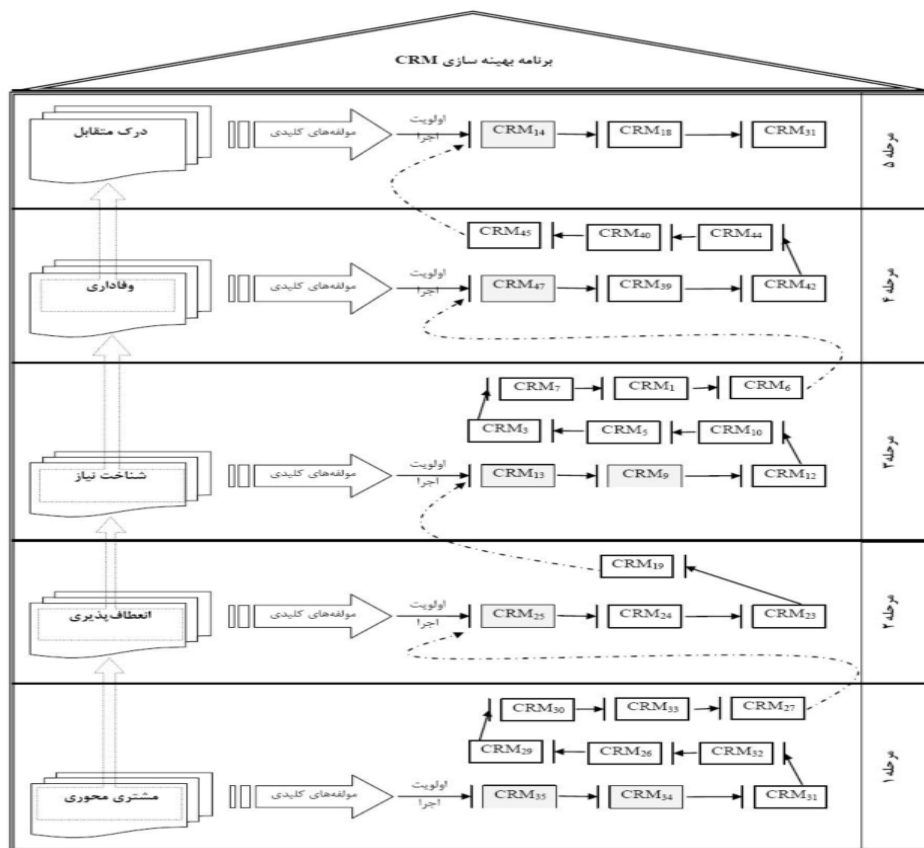 برنامه بهینه سازی CRM
درک متقابل
مولفه‌های کلیدی
اولویت
اجرا
CRM₁₄
CRM₁₈
CRM₃₁
مرحله ۵
CRM₄₅
CRM₄₀
CRM₄₄
وفاداری
مولفه‌های کلیدی
اولویت
اجرا
CRM₄₇
CRM₃₉
CRM₄₂
مرحله ۴
CRM₇
CRM₁
CRM₆
CRM₃
CRM₅
CRM₁₀
شناخت نیاز
مولفه‌های کلیدی
اولویت
اجرا
CRM₁₃
CRM₉
CRM₁₂
مرحله ۳
CRM₁₉
انعطاف‌پذیری
مولفه‌های کلیدی
اولویت
اجرا
CRM₂₅
CRM₂₄
CRM₂₃
مرحله ۲
CRM₃₀
CRM₃₃
CRM₂₇
CRM₂₉
CRM₂₆
CRM₃₂
مشتری محوری
مولفه‌های کلیدی
اولویت
اجرا
CRM₃₅
CRM₃₄
CRM₃₁
مرحله ۱